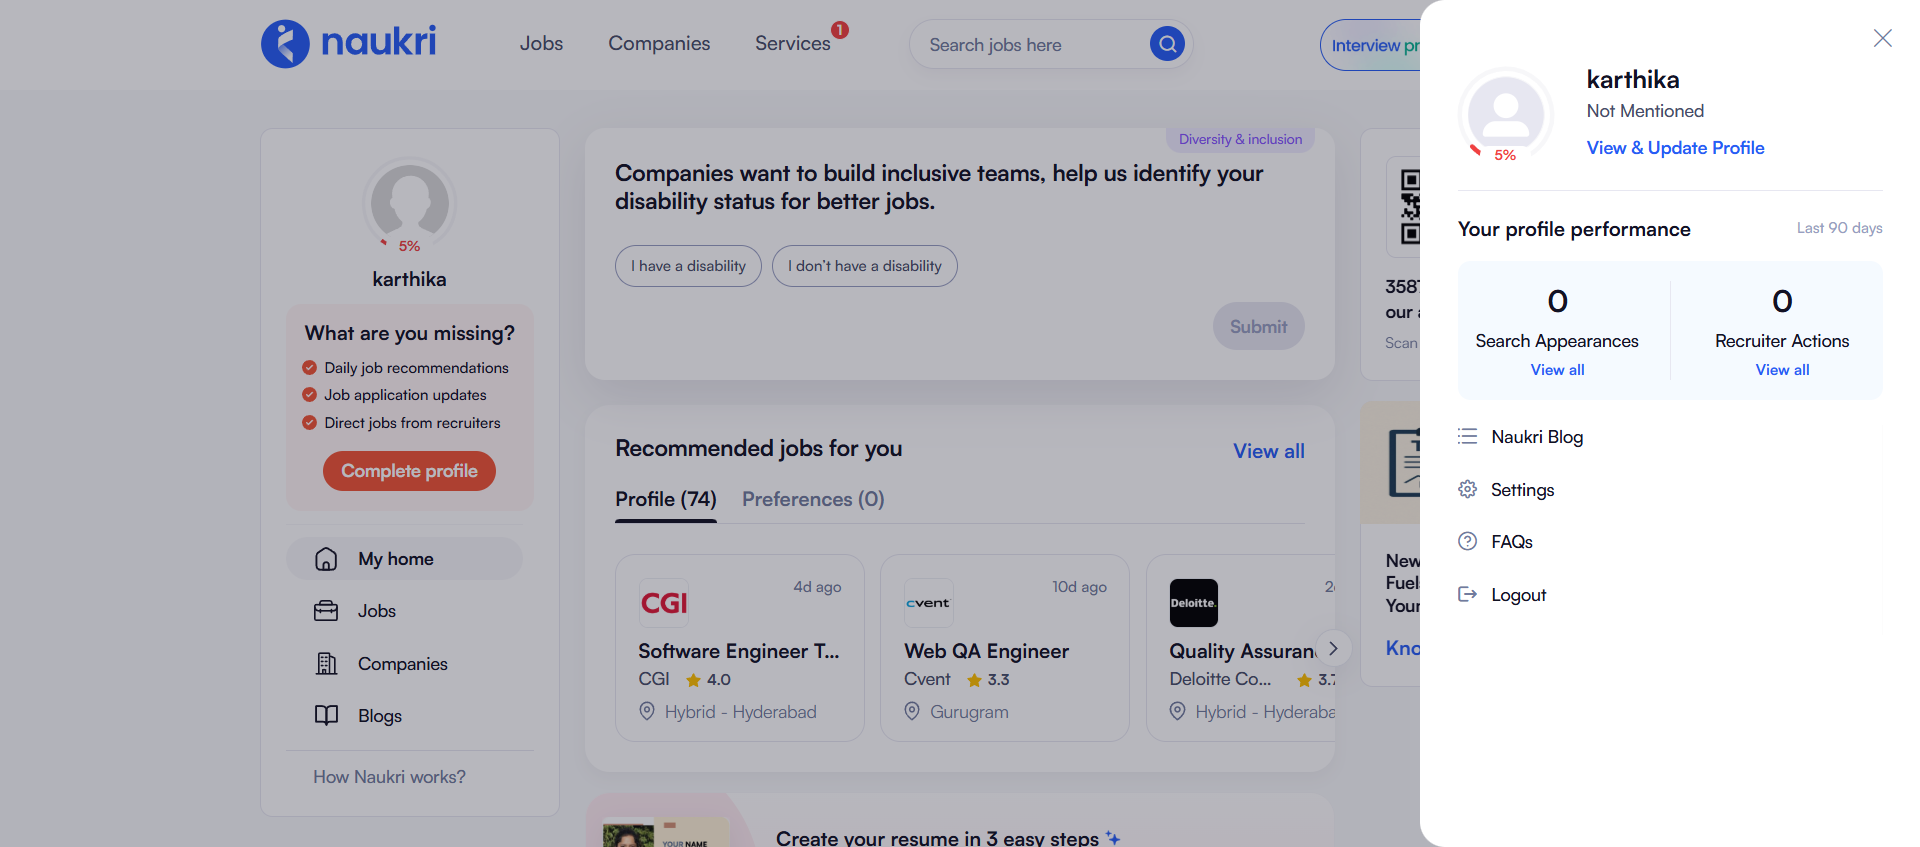 naukri
Jobs
Companies
Services
1
Search jobs here
Interview pr
5%
karthika
What are you missing?
Daily job recommendations
Job application updates
Direct jobs from recruiters
Complete profile
My home
Jobs
Companies
Blogs
How Naukri works?
Diversity & inclusion
Companies want to build inclusive teams, help us identify your
disability status for better jobs.
I have a disability
I don't have a disability
Submit
Recommended jobs for you
View all
Profile (74)
Preferences (0)
CGI
4d ago
Software Engineer T...
CGI
4.0
Hybrid - Hyderabad
cvent
10d ago
Web QA Engineer
Cvent
3.3
Gurugram
Deloitte.
Quality Assuran
Deloitte Co...
3.7
Hybrid - Hyderaba
YOUR NAME
Create your resume in 3 easy steps
our
Scan
New
Your
karthika
Not Mentioned
View & Update Profile
5%
Your profile performance
Last 90 days
0
Search Appearances
View all
0
Recruiter Actions
View all
Naukri Blog
Settings
FAQs
Logout